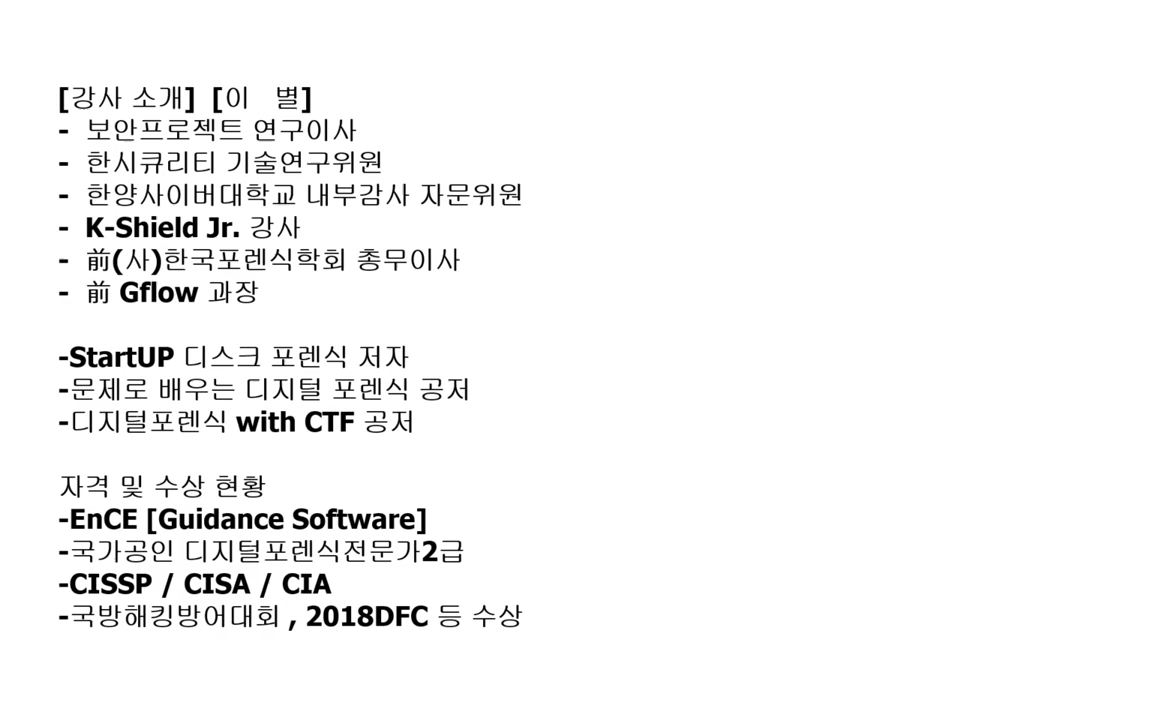 [강사 소개] [이 별]
- 보안프로젝트 연구이사
- 한시큐리티 기술연구위원
- 한양사이버대학교 내부감사 자문위원
- K-Shield Jr. 강사
- 前(사)한국포렌식학회 총무이사
- 前 Gflow 과장
-StartUP 디스크 포렌식 저자
-문제로 배우는 디지털 포렌식 공저
-디지털포렌식 with CTF 공저
자격 및 수상 현황
-EnCE [Guidance Software]
-국가공인 디지털포렌식전문가2급
-CISSP / CISA / CIA
-국방해킹방어대회 , 2018DFC 등 수상